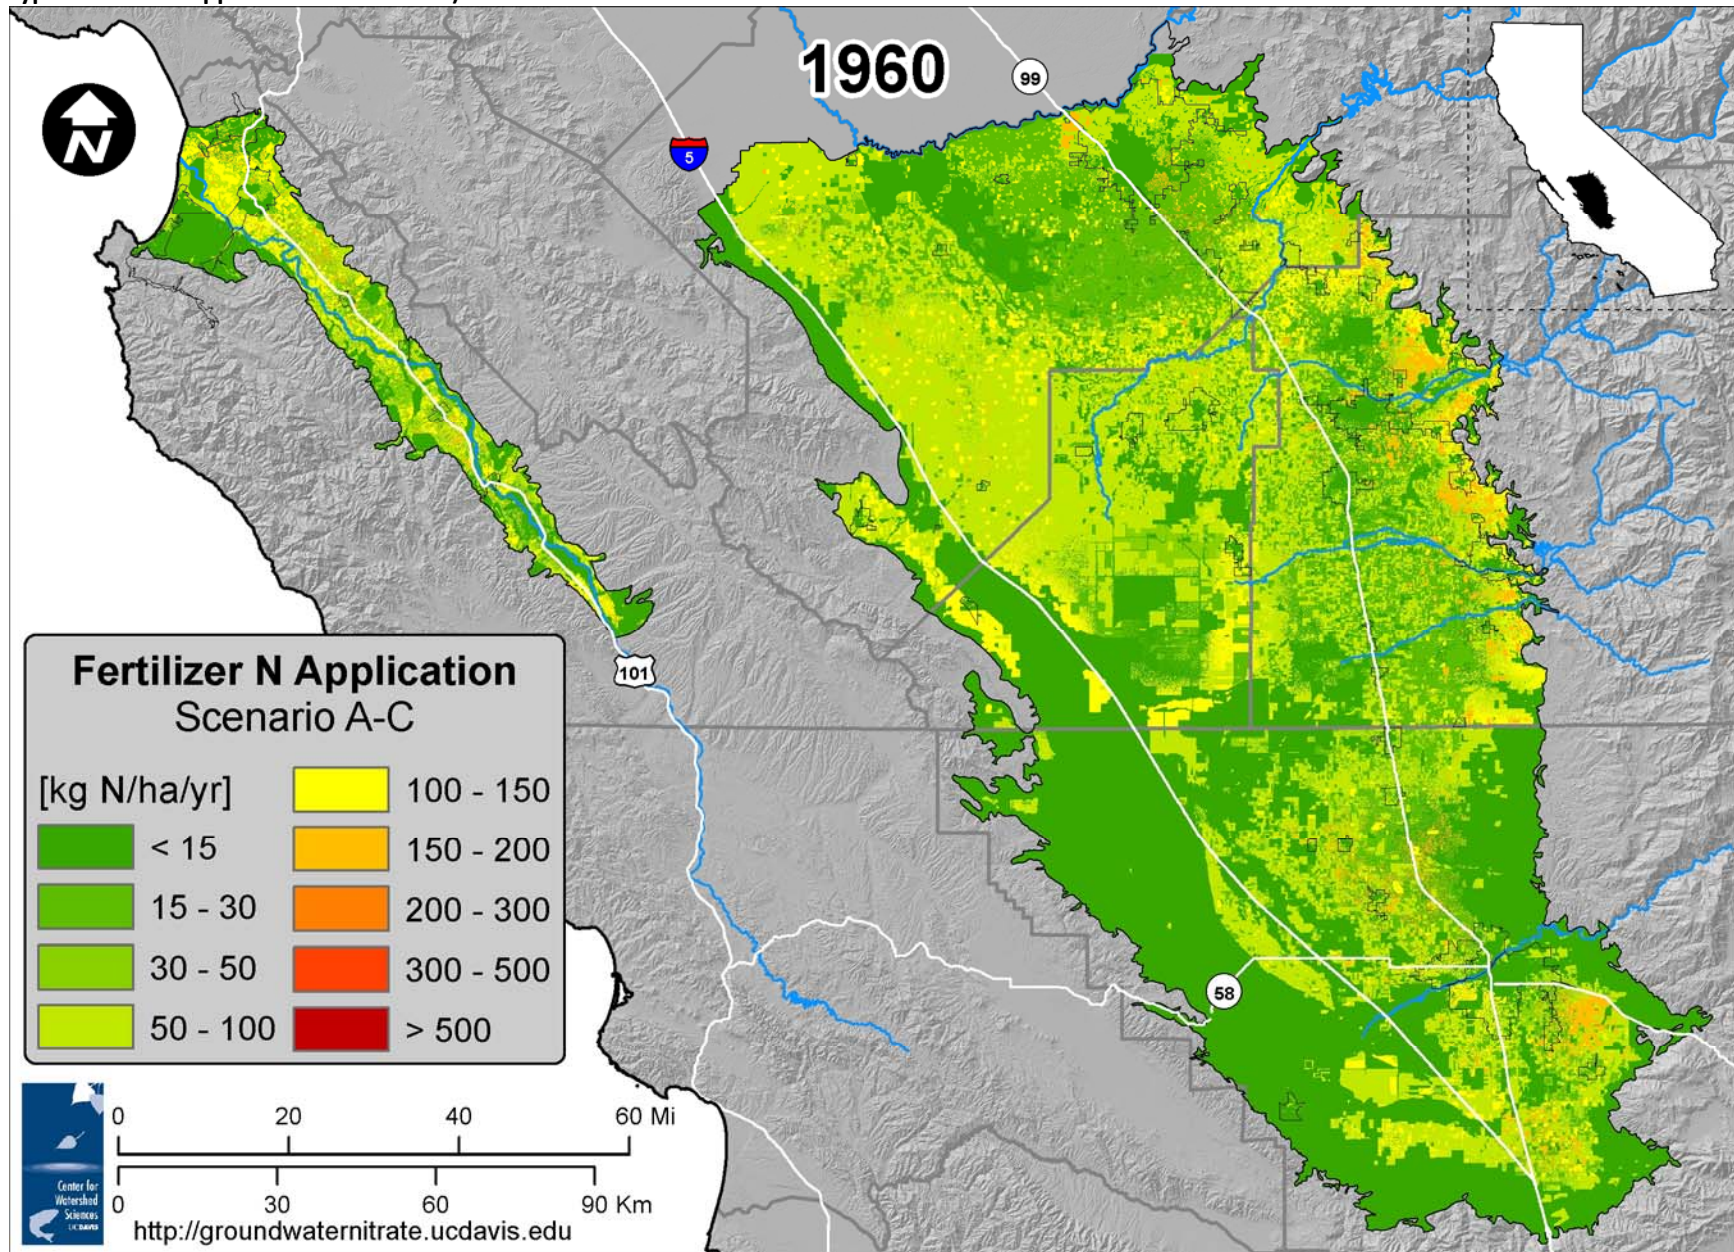 1960
99
5
N
101
58
Fertilizer N Application
Scenario A-C
[kg N/ha/yr]
< 15
15 - 30
30 - 50
50 - 100
100 - 150
150 - 200
200 - 300
300 - 500
> 500
0 20 40 60 Mi
0 30 60 90 Km
Center for
Watershed
Sciences
UC DAVIS
http://groundwaternitrate.ucdavis.edu